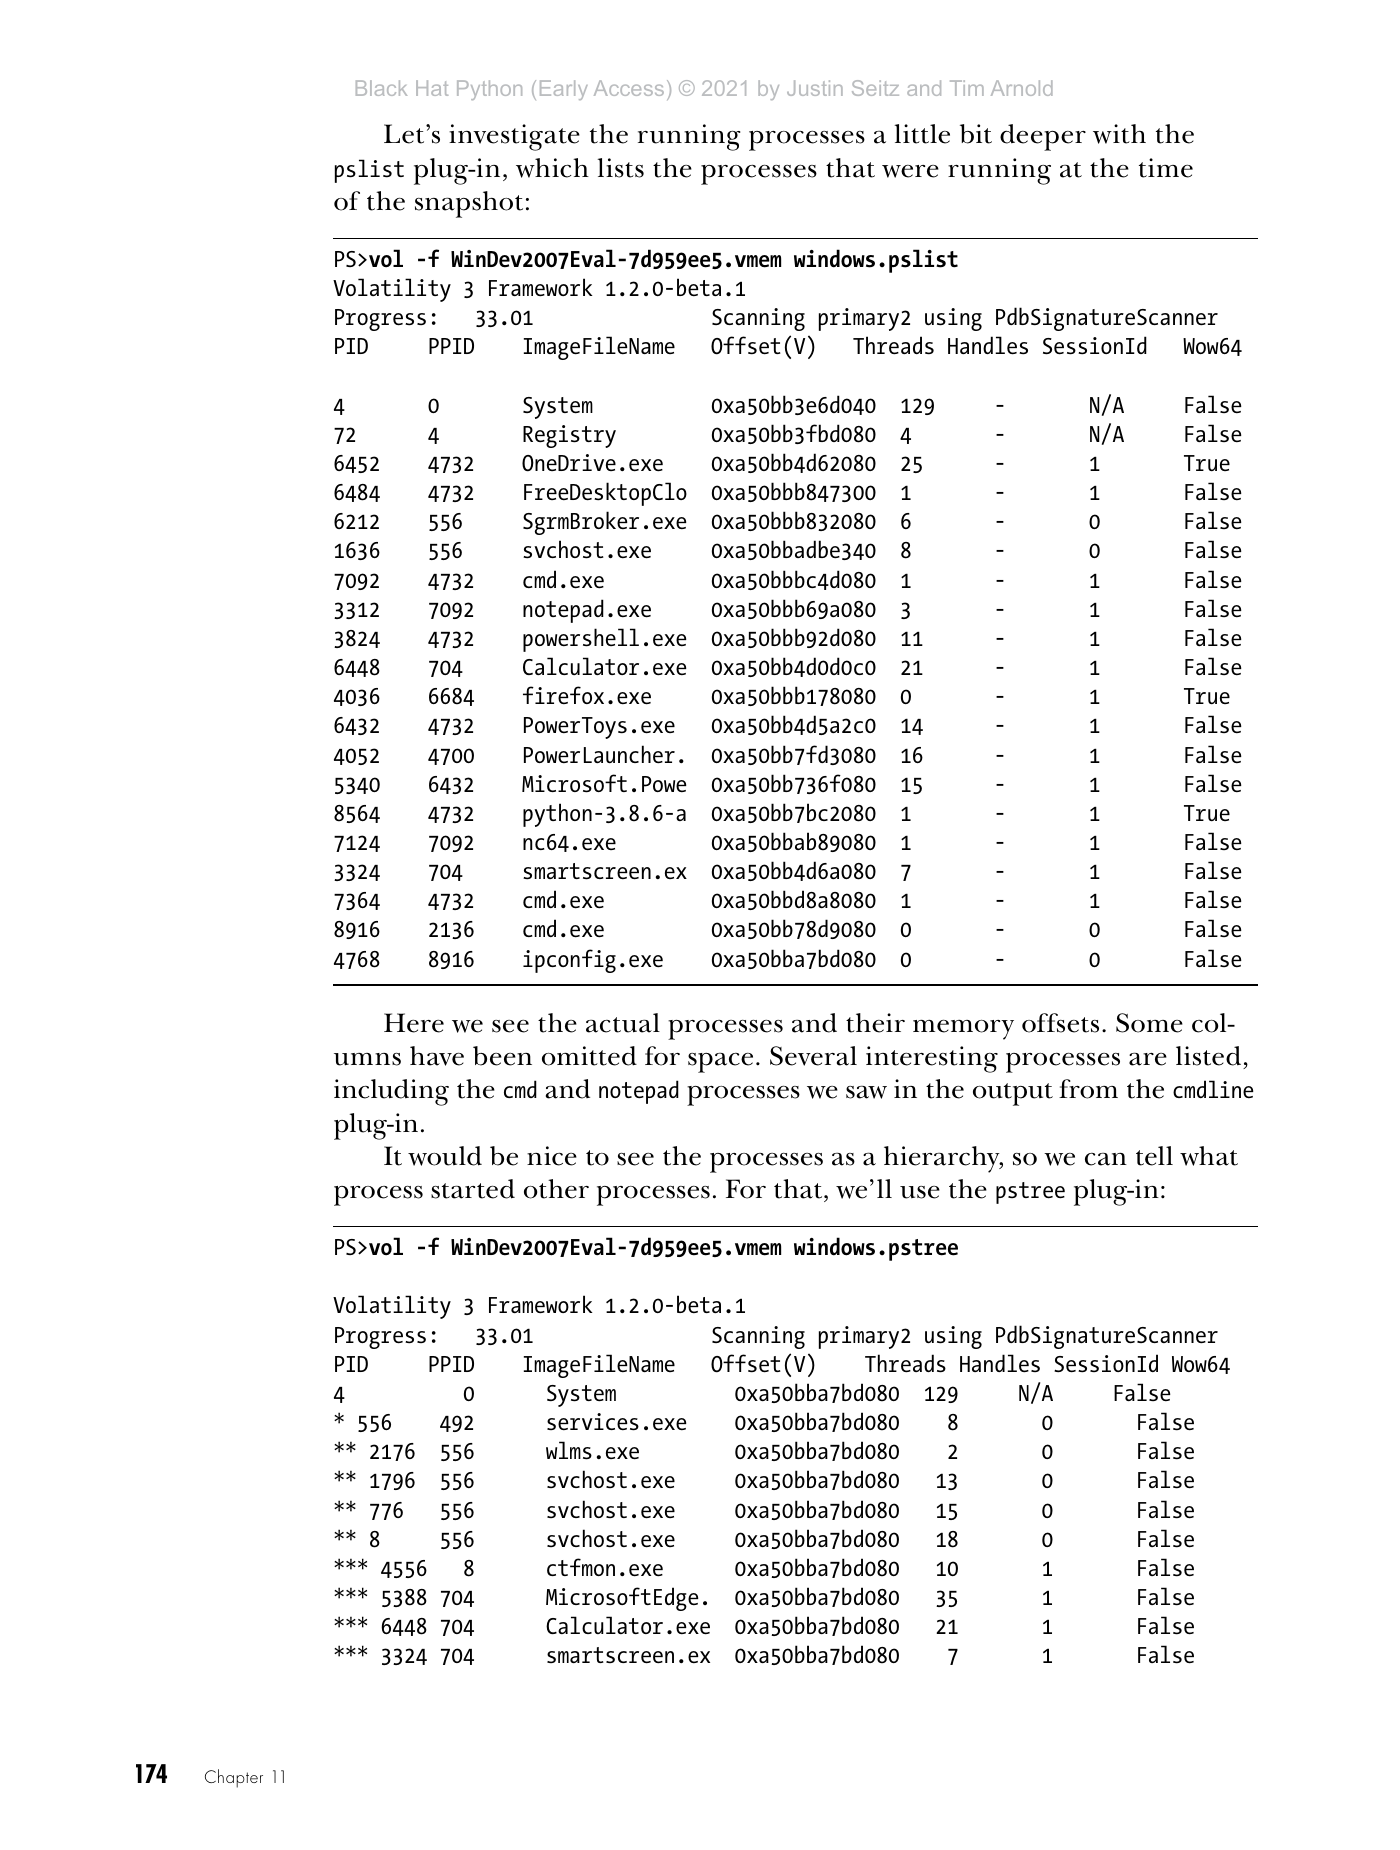 Black Hat Python (Early Access) © 2021 by Justin Seitz and Tim Arnold
Let’s investigate the running processes a little bit deeper with the
pslist plug-in, which lists the processes that were running at the time
of the snapshot:
PS>vol -f WinDev2007Eval-7d959ee5.vmem windows.pslist
Volatility 3 Framework 1.2.0-beta.1
Progress: 33.01 Scanning primary2 using PdbSignatureScanner
PID PPID ImageFileName Offset(V) Threads Handles SessionId Wow64
4 0 System 0xa50bb3e6d040 129 - N/A False
72 4 Registry 0xa50bb3fbd080 4 - N/A False
6452 4732 OneDrive.exe 0xa50bb4d62080 25 - 1 True
6484 4732 FreeDesktopClo 0xa50bbb847300 1 - 1 False
6212 556 SgrmBroker.exe 0xa50bbb832080 6 - 0 False
1636 556 svchost.exe 0xa50bbadbe340 8 - 0 False
7092 4732 cmd.exe 0xa50bbbc4d080 1 - 1 False
3312 7092 notepad.exe 0xa50bbb69a080 3 - 1 False
3824 4732 powershell.exe 0xa50bbb92d080 11 - 1 False
6448 704 Calculator.exe 0xa50bb4d0d0c0 21 - 1 False
4036 6684 firefox.exe 0xa50bbb178080 0 - 1 True
6432 4732 PowerToys.exe 0xa50bb4d5a2c0 14 - 1 False
4052 4700 PowerLauncher. 0xa50bb7fd3080 16 - 1 False
5340 6432 Microsoft.Powe 0xa50bb736f080 15 - 1 False
8564 4732 python-3.8.6-a 0xa50bb7bc2080 1 - 1 True
7124 7092 nc64.exe 0xa50bbab89080 1 - 1 False
3324 704 smartscreen.ex 0xa50bb4d6a080 7 - 1 False
7364 4732 cmd.exe 0xa50bbd8a8080 1 - 1 False
8916 2136 cmd.exe 0xa50bb78d9080 0 - 0 False
4768 8916 ipconfig.exe 0xa50bba7bd080 0 - 0 False
Here we see the actual processes and their memory offsets. Some col-
umns have been omitted for space. Several interesting processes are listed,
including the cmd and notepad processes we saw in the output from the cmdline
plug-in.
It would be nice to see the processes as a hierarchy, so we can tell what
process started other processes. For that, we’ll use the pstree plug-in:
PS>vol -f WinDev2007Eval-7d959ee5.vmem windows.pstree
Volatility 3 Framework 1.2.0-beta.1
Progress: 33.01 Scanning primary2 using PdbSignatureScanner
PID PPID ImageFileName Offset(V) Threads Handles SessionId Wow64
4 0 System 0xa50bba7bd080 129 N/A False
* 556 492 services.exe 0xa50bba7bd080 8 0 False
** 2176 556 wlms.exe 0xa50bba7bd080 2 0 False
** 1796 556 svchost.exe 0xa50bba7bd080 13 0 False
** 776 556 svchost.exe 0xa50bba7bd080 15 0 False
** 8 556 svchost.exe 0xa50bba7bd080 18 0 False
*** 4556 8 ctfmon.exe 0xa50bba7bd080 10 1 False
*** 5388 704 MicrosoftEdge. 0xa50bba7bd080 35 1 False
*** 6448 704 Calculator.exe 0xa50bba7bd080 21 1 False
*** 3324 704 smartscreen.ex 0xa50bba7bd080 7 1 False
174 Chapter 11